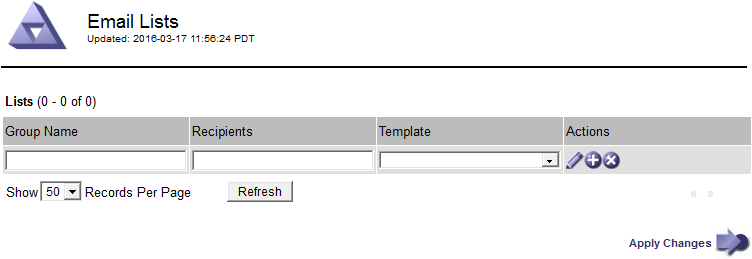 Email Lists
Updated: 2016-03-17 11:56:24 PDT
Lists (0 - 0 of 0)
Group Name Recipients Template Actions
Show 50 Records Per Page Refresh
« »
Apply Changes